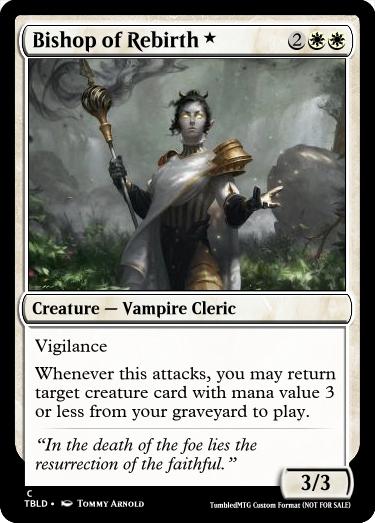 Bishop of Rebirth ★ 2
Creature — Vampire Cleric
Vigilance
Whenever this attacks, you may return
target creature card with mana value 3
or less from your graveyard to play.
“In the death of the foe lies the
resurrection of the faithful.”
3/3
C
TBLD • Tommy Arnold
TumbledMTG Custom Format (NOT FOR SALE)